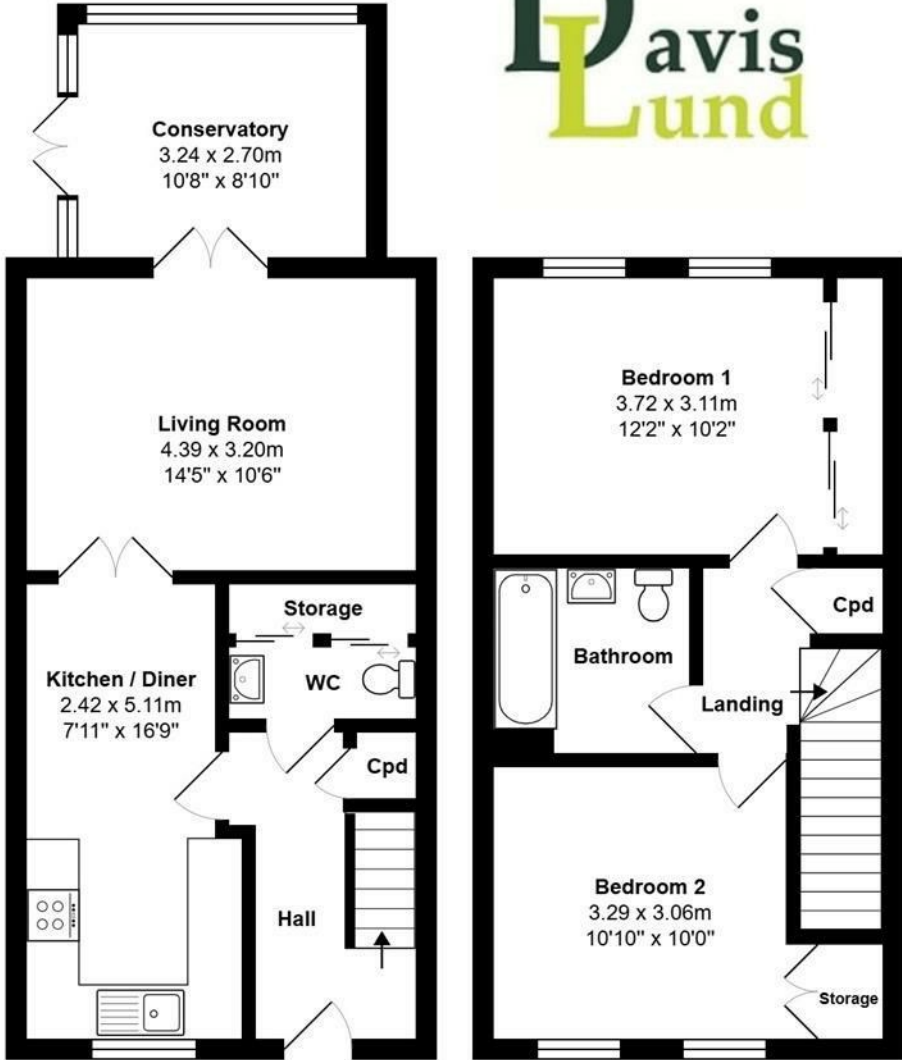 Davis
Lund
Conservatory
3.24 x 2.70m
10'8" x 8'10"
Living Room
4.39 x 3.20m
14'5" x 10'6"
Kitchen / Diner
2.42 x 5.11m
7'11" x 16'9"
Storage
WC
Cpd
Hall
Bedroom 1
3.72 x 3.11m
12'2" x 10'2"
Cpd
Bathroom
Landing
Bedroom 2
3.29 x 3.06m
10'10" x 10'0"
Storage